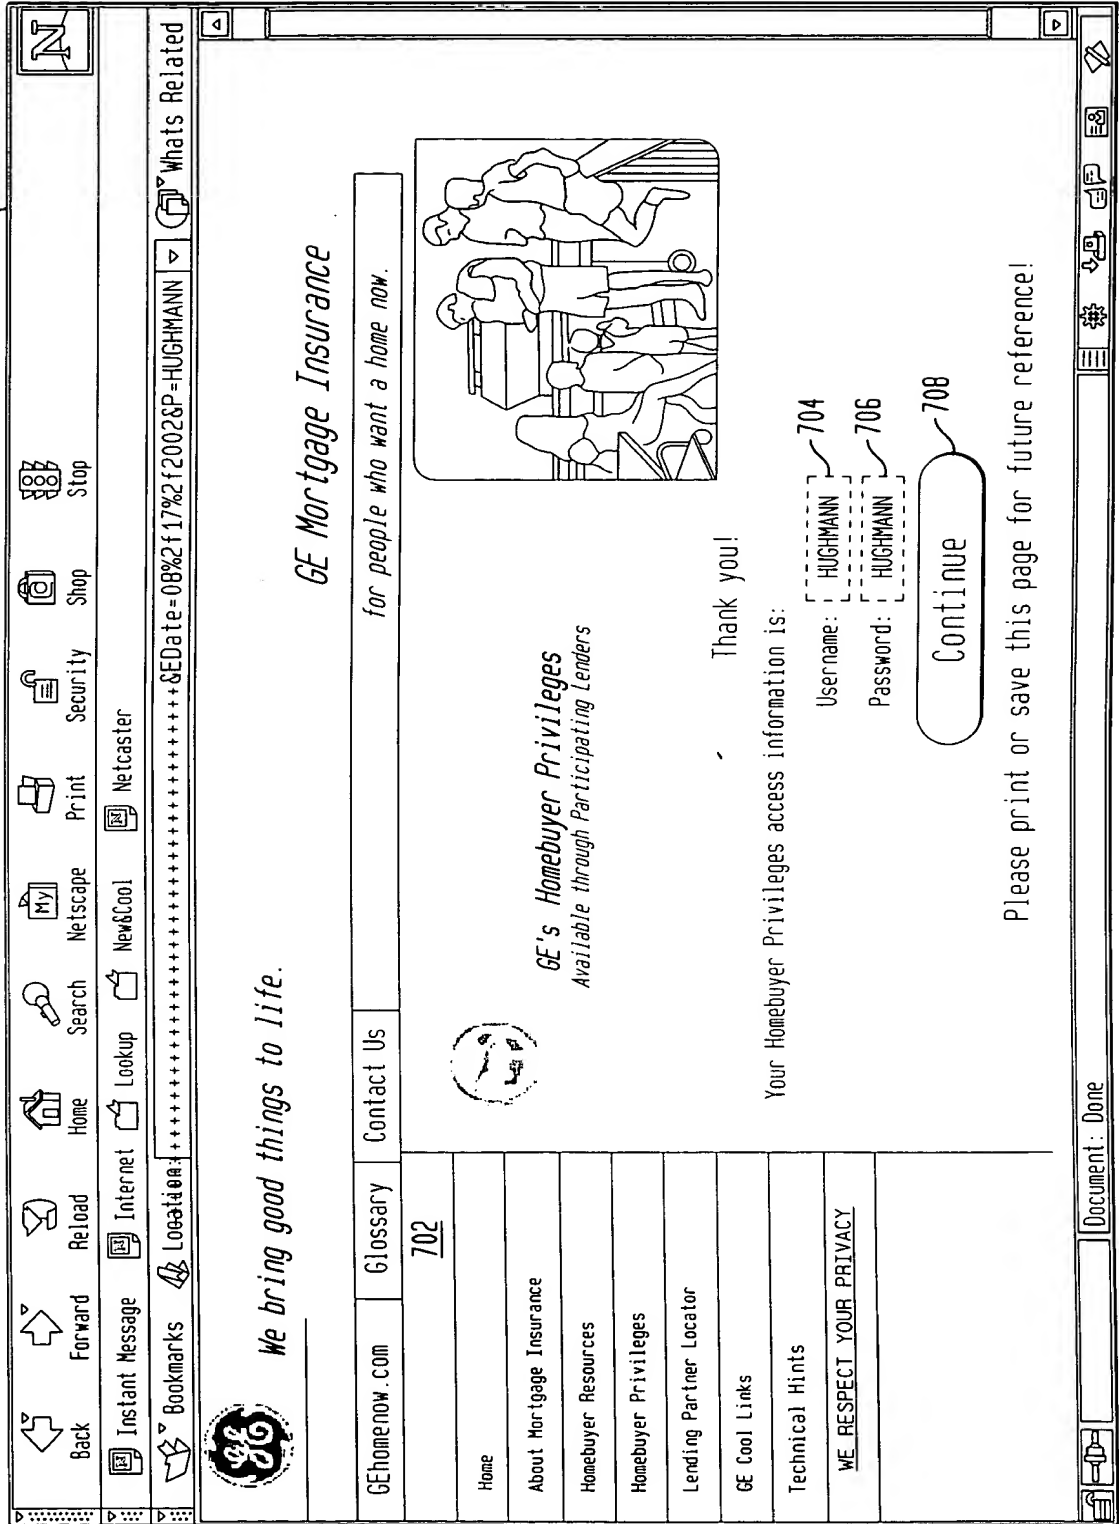 Back Forward Reload Home Search Netscape Print Security Shop Stop
My
N
Instant Message Internet Lookup New&Cool Netcaster
Bookmarks Location: &EDate=08%2f17%2f2002&P=HUGHMANN Whats Related
GE We bring good things to life.
GE Mortgage Insurance
GEhomenow.com Glossary Contact Us for people who want a home now.
702
Home
About Mortgage Insurance
Homebuyer Resources
Homebuyer Privileges
Lending Partner Locator
GE Cool Links
Technical Hints
WE RESPECT YOUR PRIVACY
GE's Homebuyer Privileges
Available through Participating Lenders
Thank you!
Your Homebuyer Privileges access information is:
Username: HUGHMANN 704
Password: HUGHMANN 706
Continue 708
Please print or save this page for future reference!
Document: Done